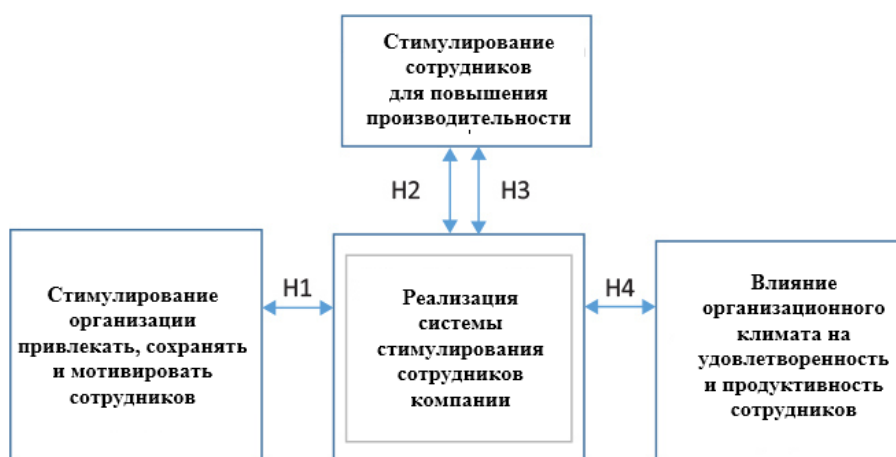 Стимулирование
сотрудников
для повышения
производительности
H2
H3
Стимулирование
организации
привлекать, сохранять
и мотивировать
сотрудников
H1
Реализация
системы
стимулирования
сотрудников
компании
H4
Влияние
организационного
климата на
удовлетворенность
и продуктивность
сотрудников